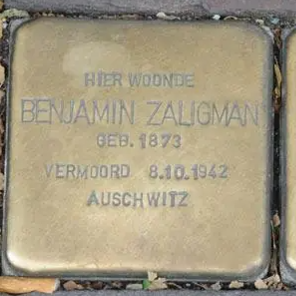 HIER WOONDE
BENJAMIN ZALIGMAN
GEB. 1873
VERMOORD 8.10.1942
AUSCHWITZ